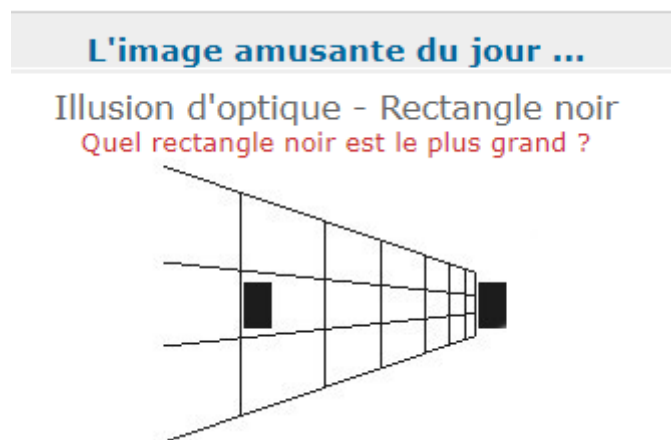 L'image amusante du jour ...
Illusion d'optique - Rectangle noir
Quel rectangle noir est le plus grand ?